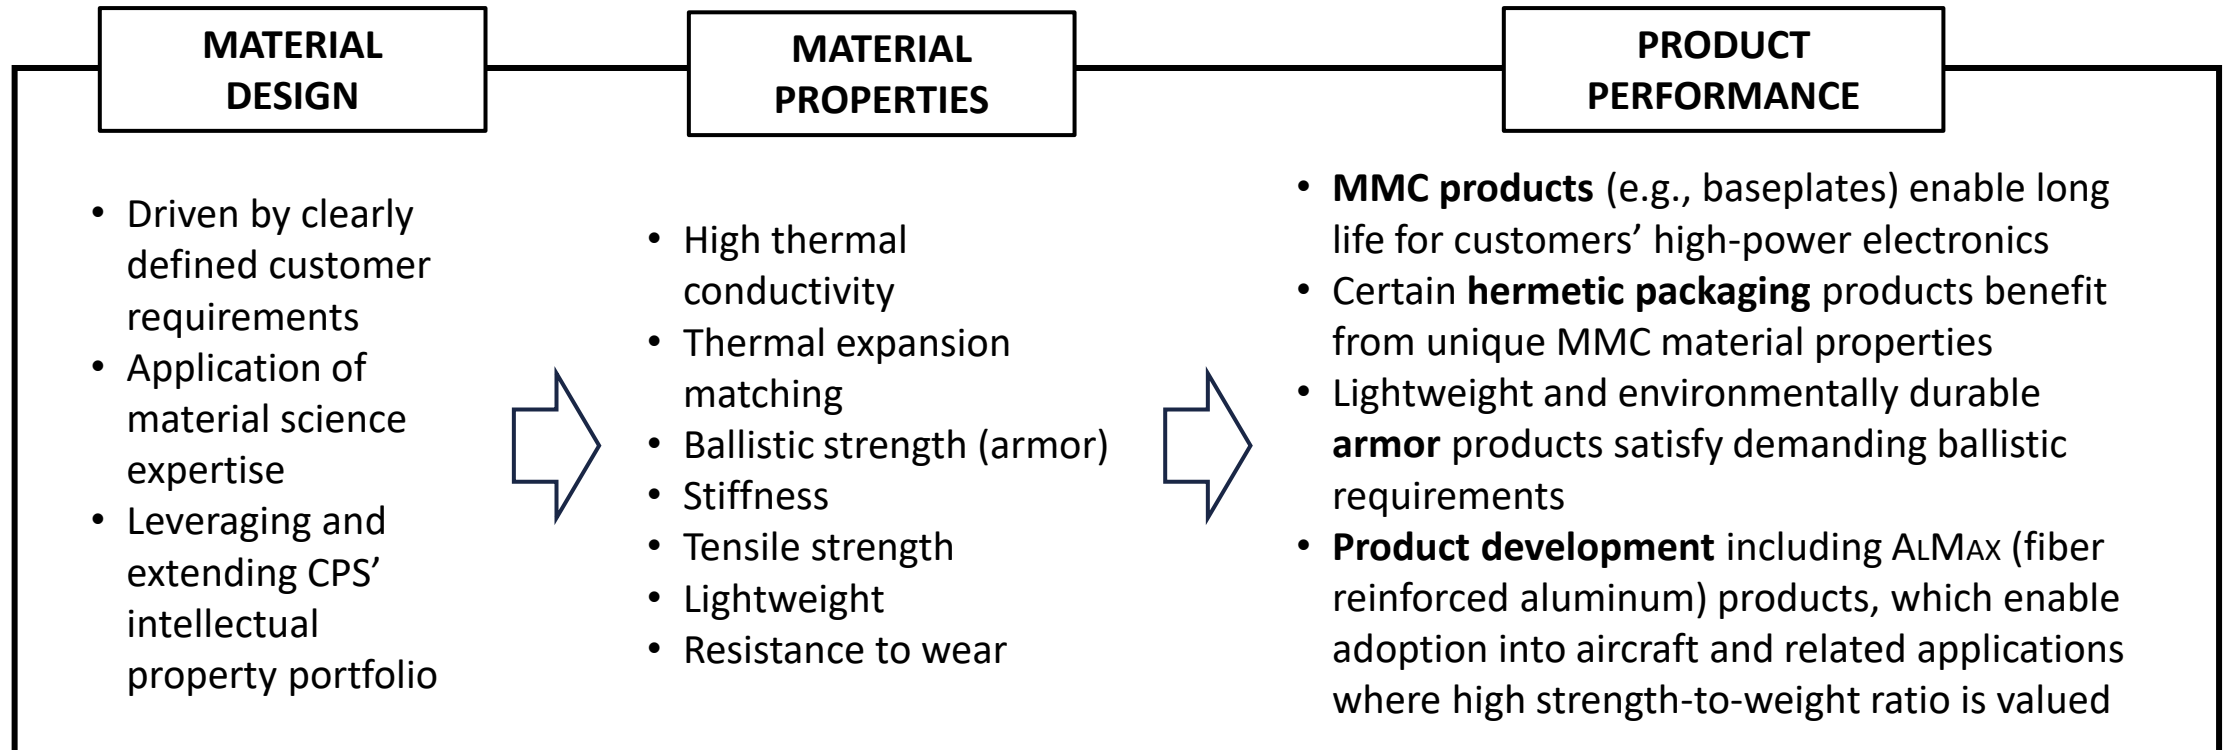 MATERIAL
DESIGN
• Driven by clearly
defined customer
requirements
• Application of
material science
expertise
• Leveraging and
extending CPS’
intellectual
property portfolio
MATERIAL
PROPERTIES
• High thermal
conductivity
• Thermal expansion
matching
• Ballistic strength (armor)
• Stiffness
• Tensile strength
• Lightweight
• Resistance to wear
PRODUCT
PERFORMANCE
• MMC products (e.g., baseplates) enable long
life for customers’ high-power electronics
• Certain hermetic packaging products benefit
from unique MMC material properties
• Lightweight and environmentally durable
armor products satisfy demanding ballistic
requirements
• Product development including ALMAX (fiber
reinforced aluminum) products, which enable
adoption into aircraft and related applications
where high strength-to-weight ratio is valued